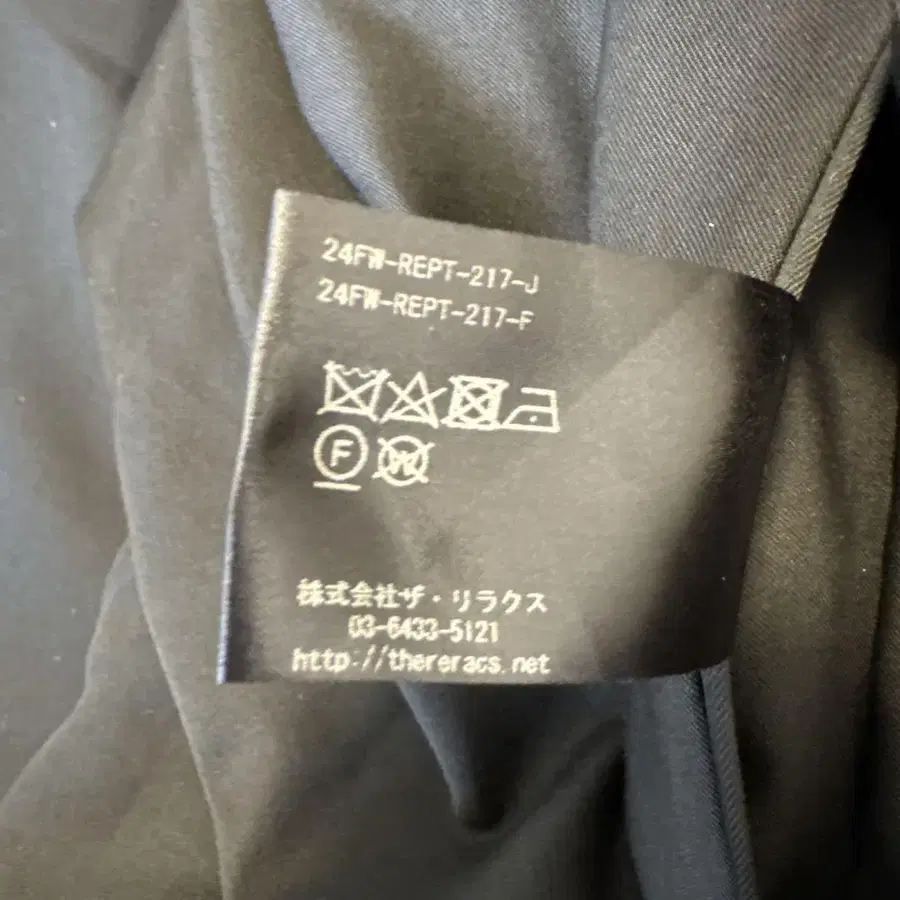 24FW-REPT-217-J
24FW-REPT-217-F
F
W
株式会社ザ・リラクス
03-6433-5121
http://thereracs.net